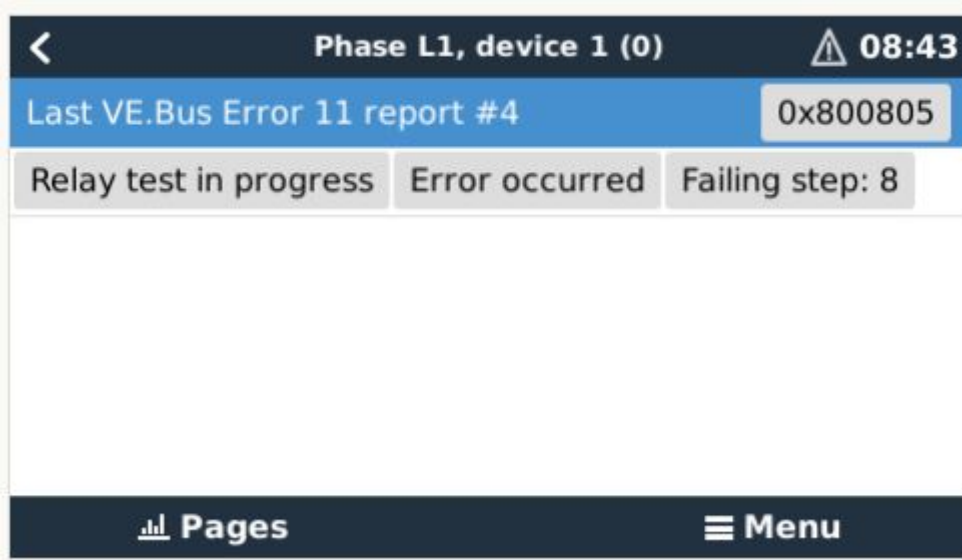 Phase L1, device 1 (0) 08:43
Last VE.Bus Error 11 report #4 0x800805
Relay test in progress Error occurred Failing step: 8
Pages Menu